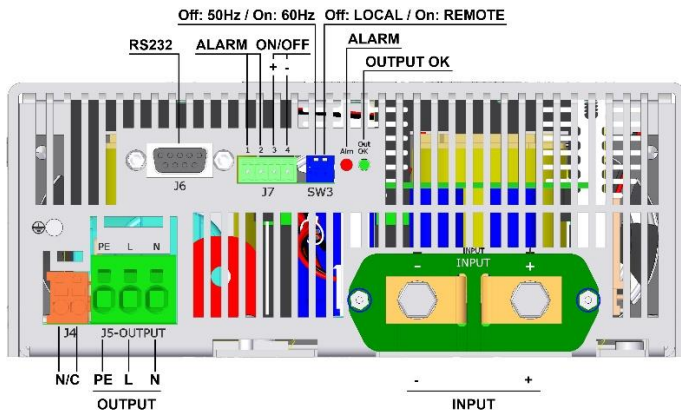 Off: 50Hz / On: 60Hz Off: LOCAL / On: REMOTE
RS232 ALARM ON/OFF ALARM
+ -
OUTPUT OK
1 2 3 4
Alm Out OK
J6 J7 SW3
PE L N
INPUT
- INPUT +
J4 J5-OUTPUT
N/C PE L N - +
OUTPUT INPUT